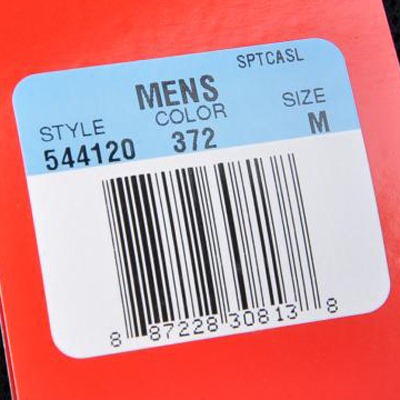 SPTCASL
MENS
STYLE COLOR SIZE
544120 372 M
8 87228 30813 8